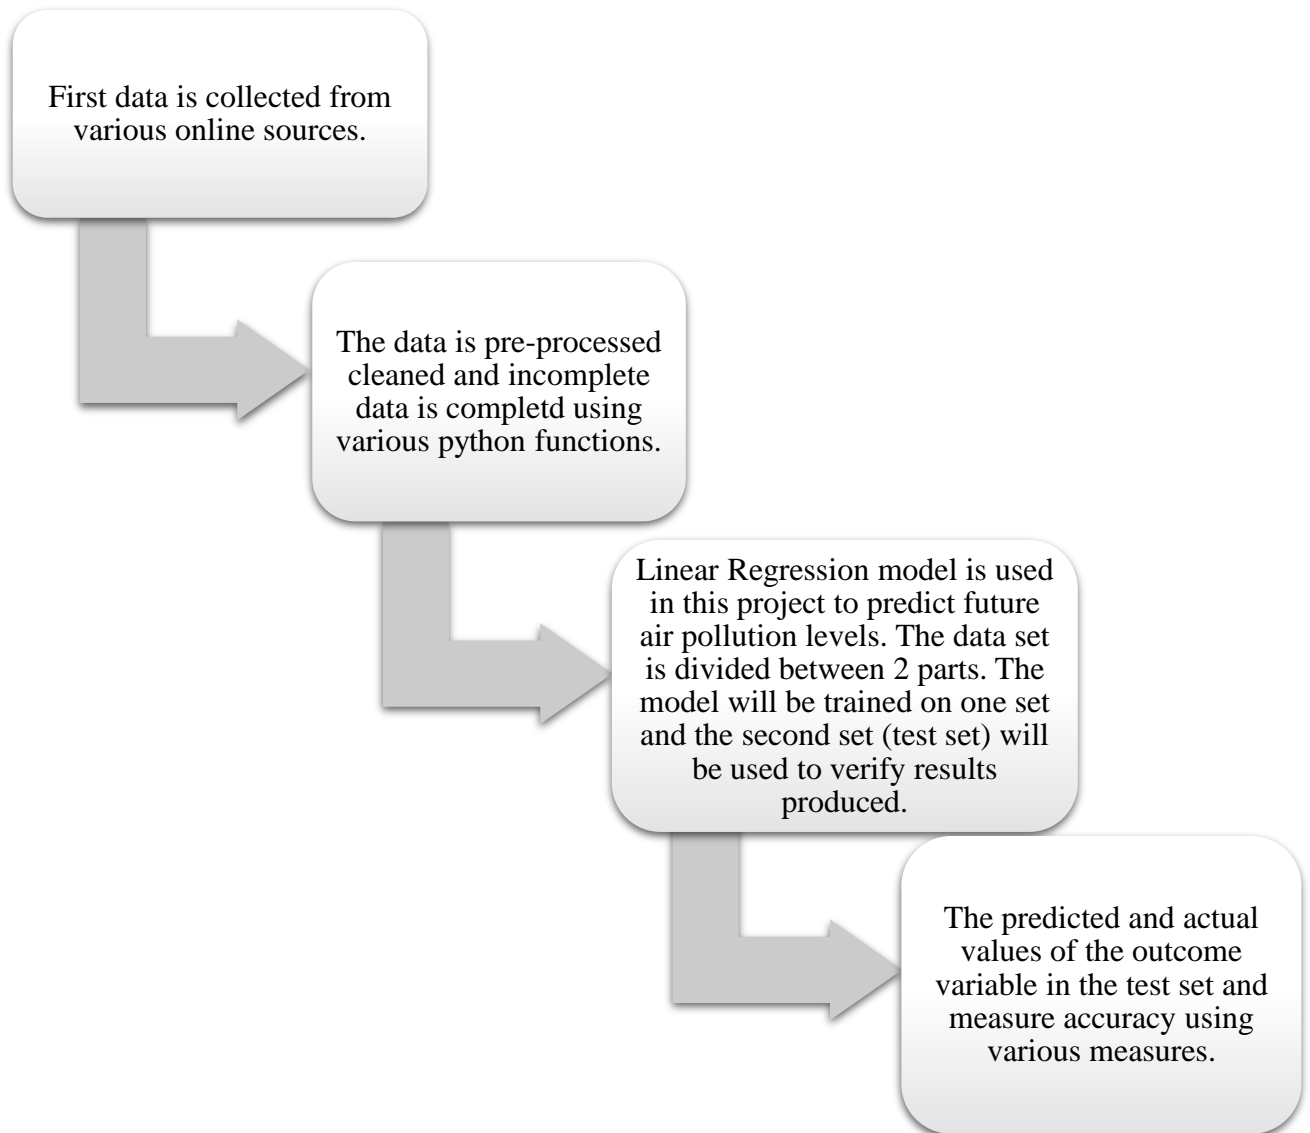 First data is collected from
various online sources.
The data is pre-processed
cleaned and incomplete
data is completd using
various python functions.
Linear Regression model is used
in this project to predict future
air pollution levels. The data set
is divided between 2 parts. The
model will be trained on one set
and the second set (test set) will
be used to verify results
produced.
The predicted and actual
values of the outcome
variable in the test set and
measure accuracy using
various measures.